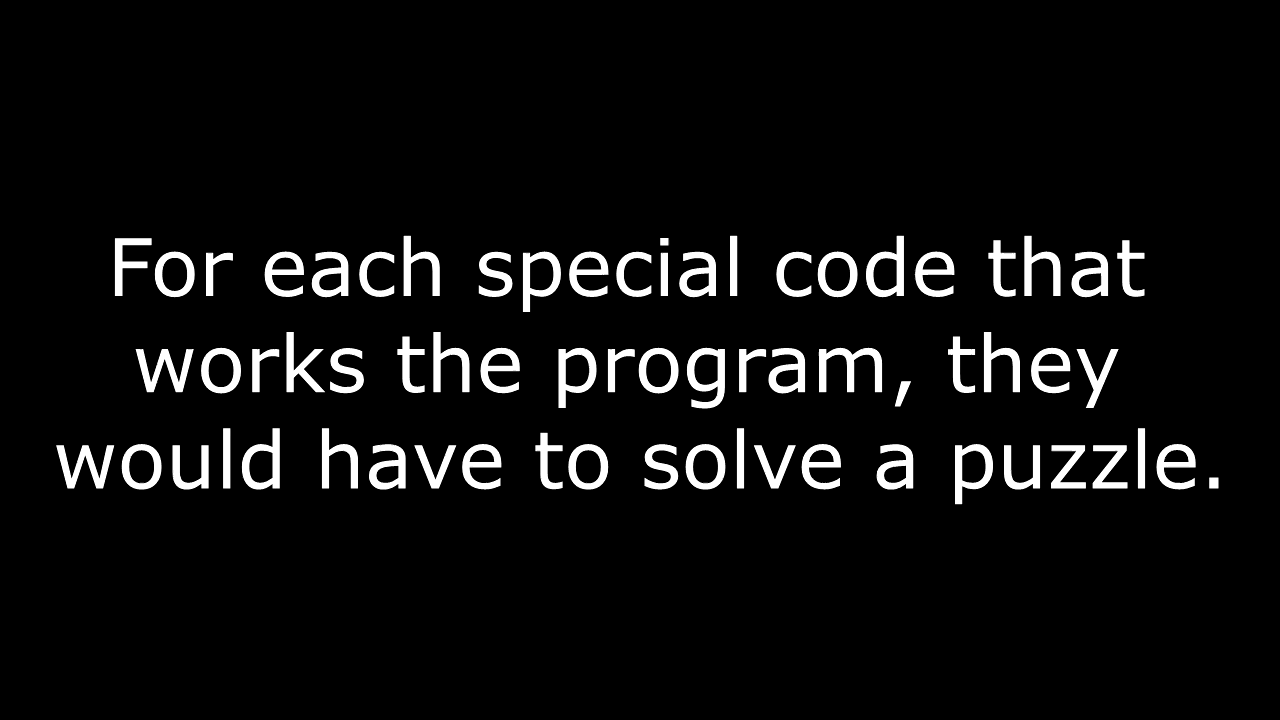 For each special code that
works the program, they
would have to solve a puzzle.